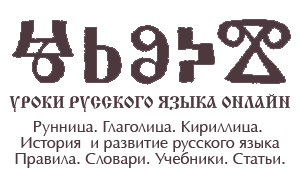 УРОКИ РУССКОГО ЯЗЫКА ОНЛАЙН
Рунница. Глаголица. Кириллица.
История и развитие русского языка
Правила. Словари. Учебники. Статьи.